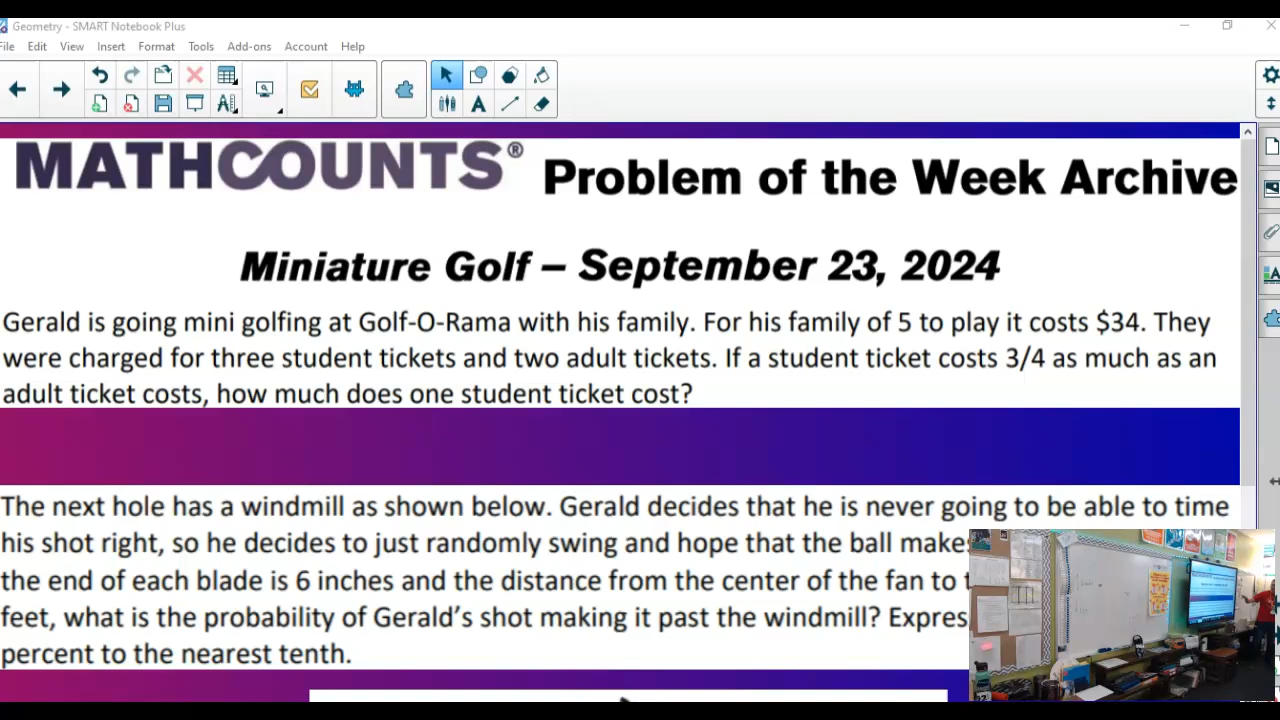 Geometry - SMART Notebook Plus
File Edit View Insert Format Tools Add-ons Account Help
MATHCOUNTS® Problem of the Week Archive
Miniature Golf – September 23, 2024
Gerald is going mini golfing at Golf-O-Rama with his family. For his family of 5 to play it costs $34. They
were charged for three student tickets and two adult tickets. If a student ticket costs 3/4 as much as an
adult ticket costs, how much does one student ticket cost?
The next hole has a windmill as shown below. Gerald decides that he is never going to be able to time
his shot right, so he decides to just randomly swing and hope that the ball makes
the end of each blade is 6 inches and the distance from the center of the fan to
feet, what is the probability of Gerald's shot making it past the windmill?
percent to the nearest tenth.